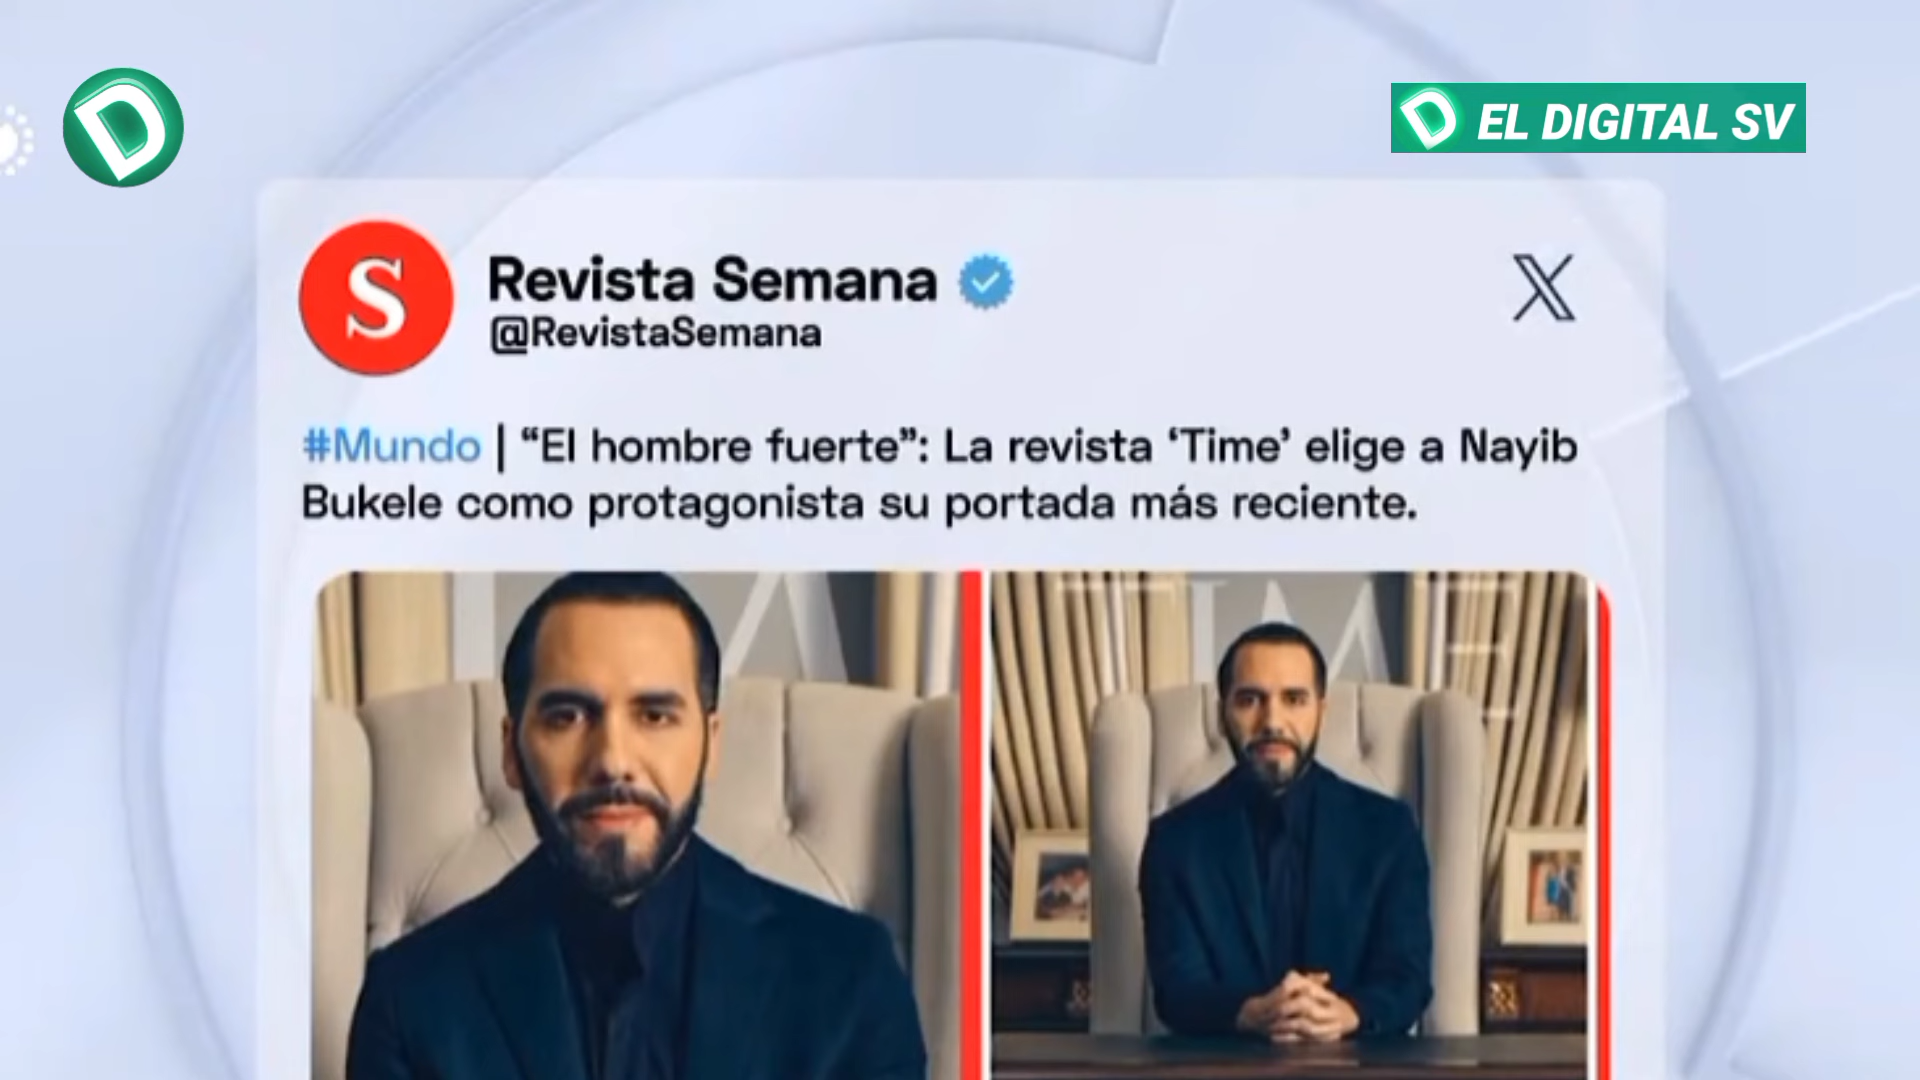 D
D EL DIGITAL SV
S
Revista Semana
@RevistaSemana
X
#Mundo | “El hombre fuerte”: La revista ‘Time’ elige a Nayib
Bukele como protagonista su portada más reciente.
TIME